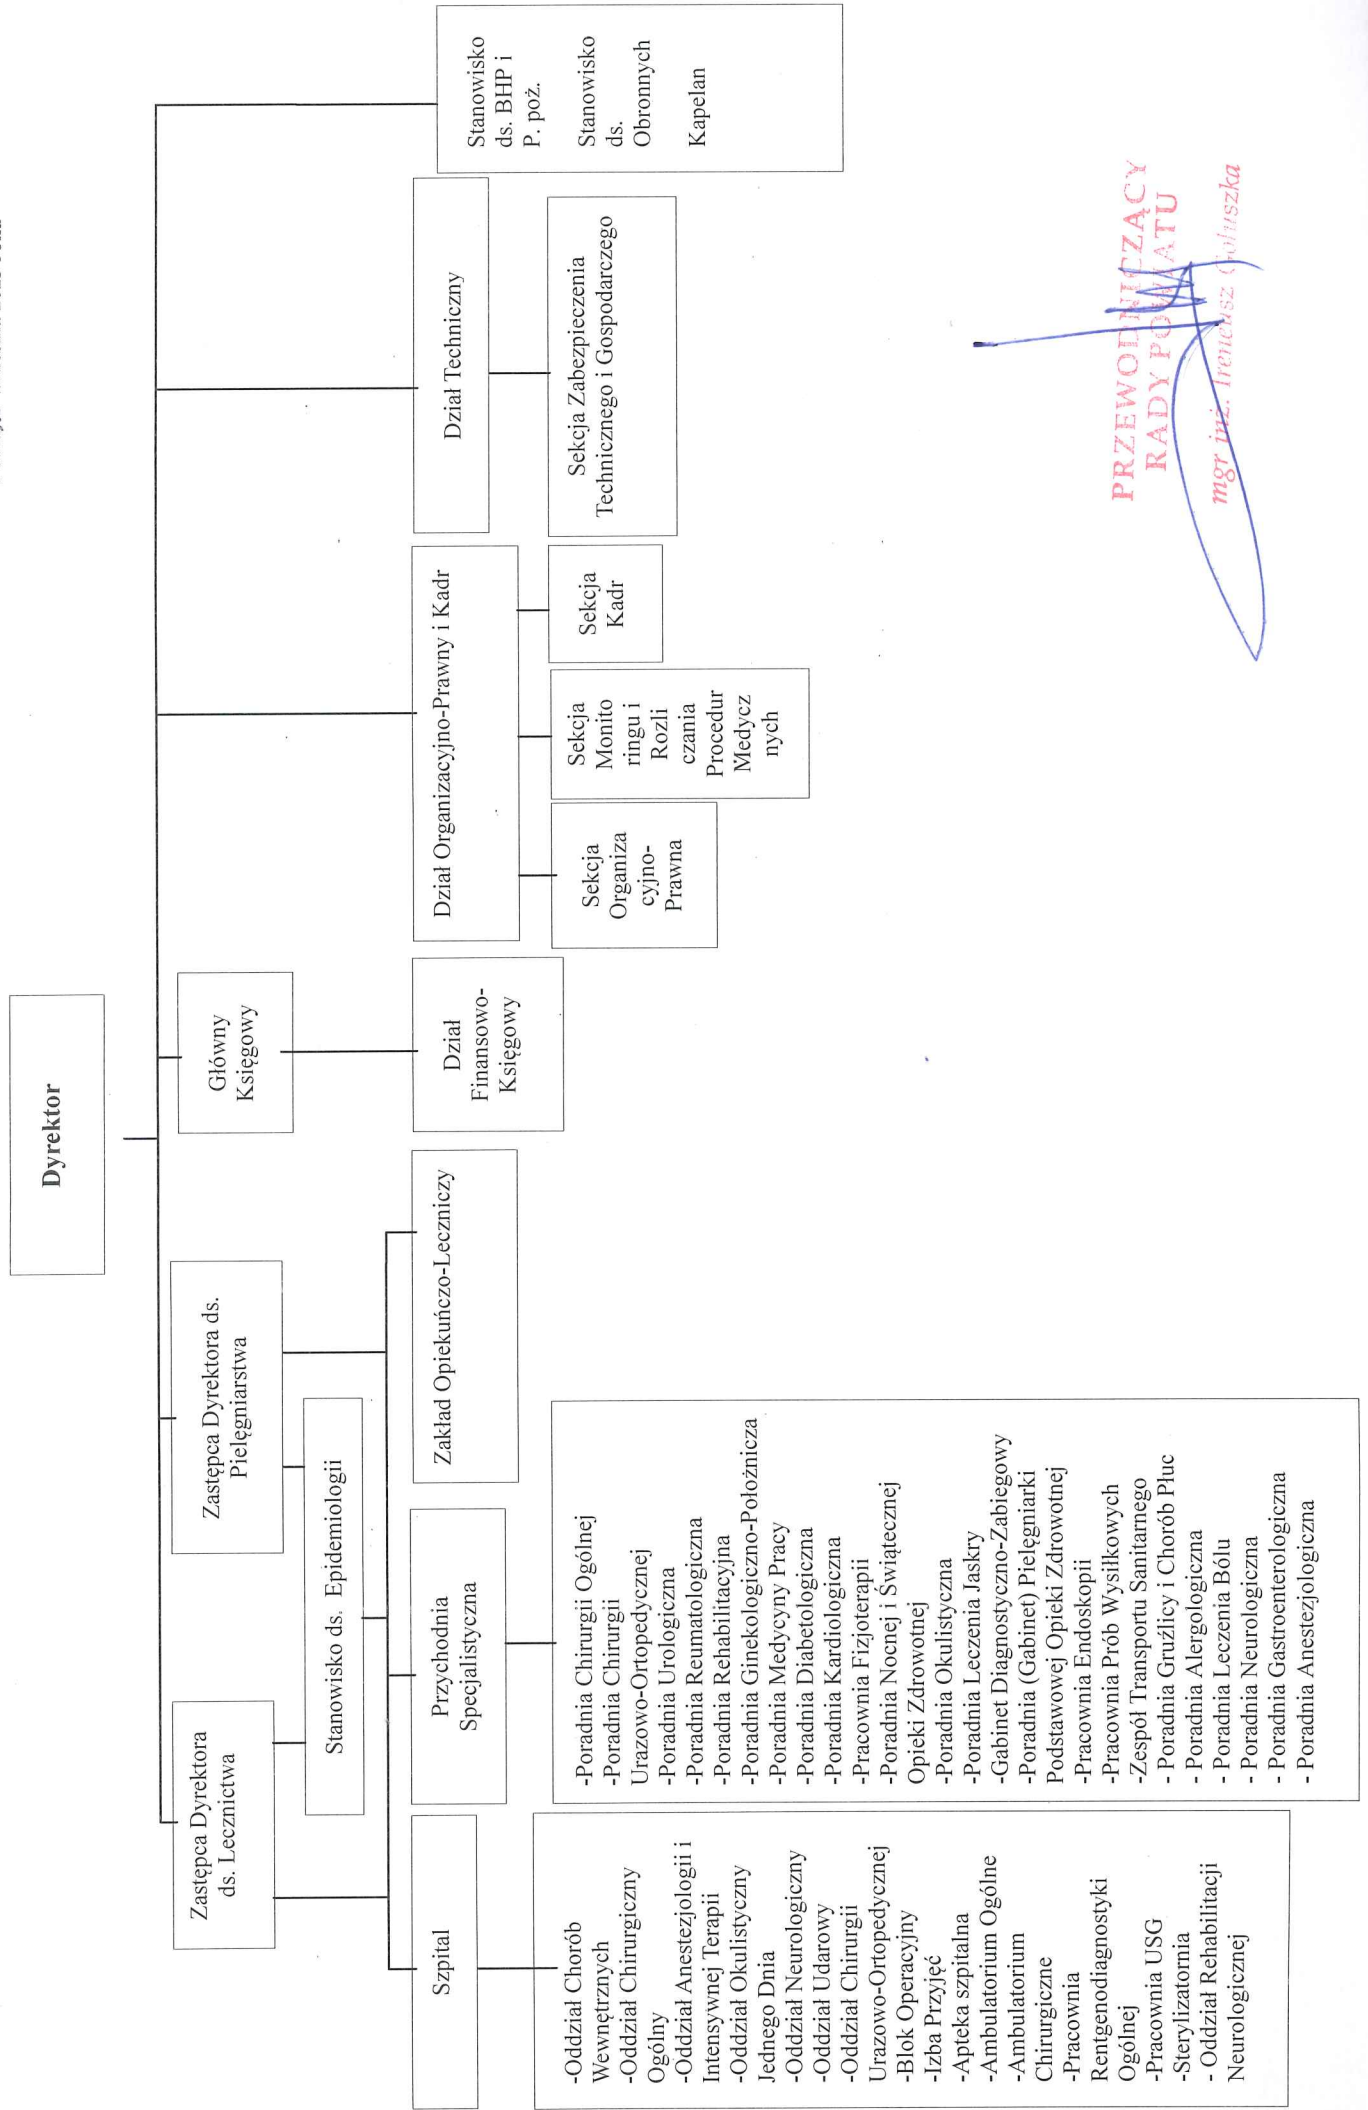 Dyrektor
Zastępca Dyrektora
ds. Lecznictwa
Zastępca Dyrektora ds.
Pielęgniarstwa
Główny
Księgowy
Stanowisko ds. Epidemiologii
Szpital
Przychodnia
Specjalistyczna
Zakład Opiekuńczo-Leczniczy
Dział
Finansowo-
Księgowy
Dział Organizacyjno-Prawny i Kadr
Dział Techniczny
Stanowisko
ds. BHP i
P. poż.
Stanowisko
ds.
Obronnych
Kapelan
Sekcja
Organiza
cyjno-
Prawna
Sekcja
Monito
ringu i
Rozli
czania
Procedur
Medycz
nych
Sekcja
Kadr
Sekcja Zabezpieczenia
Technicznego i Gospodarczego
-Oddział Chorób
Wewnętrznych
-Oddział Chirurgiczny
Ogólny
-Oddział Anestezjologii i
Intensywnej Terapii
-Oddział Okulistyczny
Jednego Dnia
-Oddział Neurologiczny
-Oddział Udarowy
-Oddział Chirurgii
Urazowo-Ortopedycznej
-Blok Operacyjny
-Izba Przyjęć
-Apteka szpitalna
-Ambulatorium Ogólne
-Ambulatorium
Chirurgiczne
-Pracownia
Rentgenodiagnostyki
Ogólnej
-Pracownia USG
-Sterylizatornia
- Oddział Rehabilitacji
Neurologicznej
-Poradnia Chirurgii Ogólnej
-Poradnia Chirurgii
Urazowo-Ortopedycznej
-Poradnia Urologiczna
-Poradnia Reumatologiczna
-Poradnia Rehabilitacyjna
-Poradnia Ginekologiczno-Położnicza
-Poradnia Medycyny Pracy
-Poradnia Diabetologiczna
-Poradnia Kardiologiczna
-Pracownia Fizjoterapii
-Poradnia Nocnej i Świątecznej
Opieki Zdrowotnej
-Poradnia Okulistyczna
-Poradnia Leczenia Jaskry
-Gabinet Diagnostyczno-Zabiegowy
-Poradnia (Gabinet) Pielęgniarki
Podstawowej Opieki Zdrowotnej
-Pracownia Endoskopii
-Pracownia Prób Wysiłkowych
-Zespół Transportu Sanitarnego
- Poradnia Gruźlicy i Chorób Płuc
- Poradnia Alergologiczna
- Poradnia Leczenia Bólu
- Poradnia Neurologiczna
- Poradnia Gastroenterologiczna
- Poradnia Anestezjologiczna
PRZEWODNICZĄCY
RADY POWIATU
mgr inż. Ireneusz Gołuszka